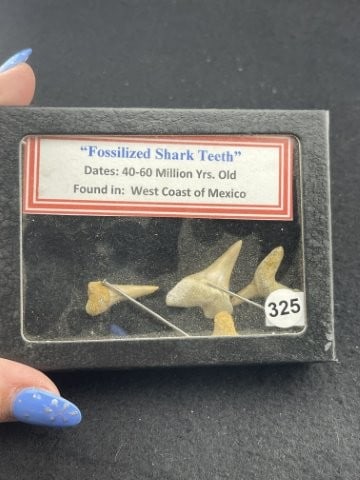 “Fossilized Shark Teeth”
Dates: 40-60 Million Yrs. Old
Found in: West Coast of Mexico
325